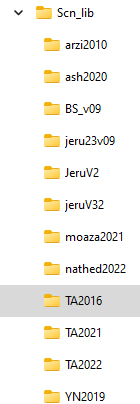 Scn_lib
arzi2010
ash2020
BS_v09
jeru23v09
JeruV2
jeruV32
moaza2021
nathed2022
TA2016
TA2021
TA2022
YN2019